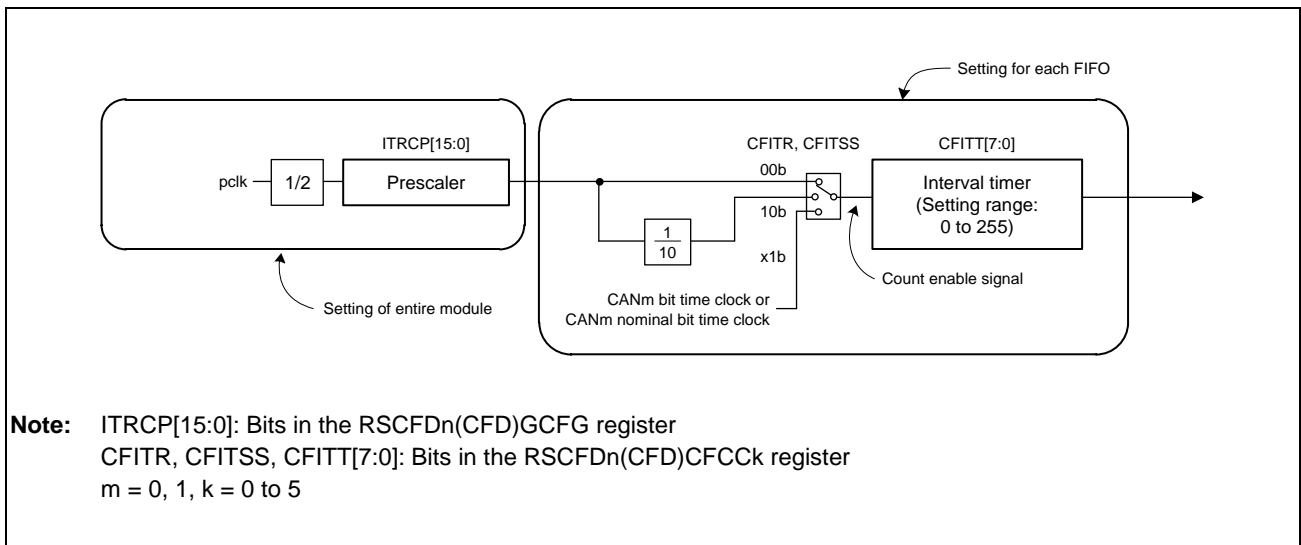 Setting for each FIFO
ITRCP[15:0]
CFITR, CFITSS
CFITT[7:0]
00b
pclk
1/2
Prescaler
Interval timer
(Setting range:
0 to 255)
10b
1
10
x1b
Count enable signal
CANm bit time clock or
CANm nominal bit time clock
Setting of entire module
Note: ITRCP[15:0]: Bits in the RSCFDn(CFD)GCFG register
CFITR, CFITSS, CFITT[7:0]: Bits in the RSCFDn(CFD)CFCCk register
m = 0, 1, k = 0 to 5